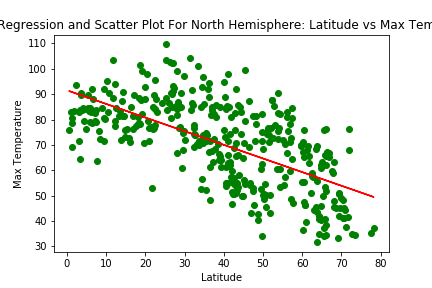 Regression and Scatter Plot For North Hemisphere: Latitude vs Max Tem
110
100
90
80
70
60
50
40
30
Max Temperature
0 10 20 30 40 50 60 70 80
Latitude